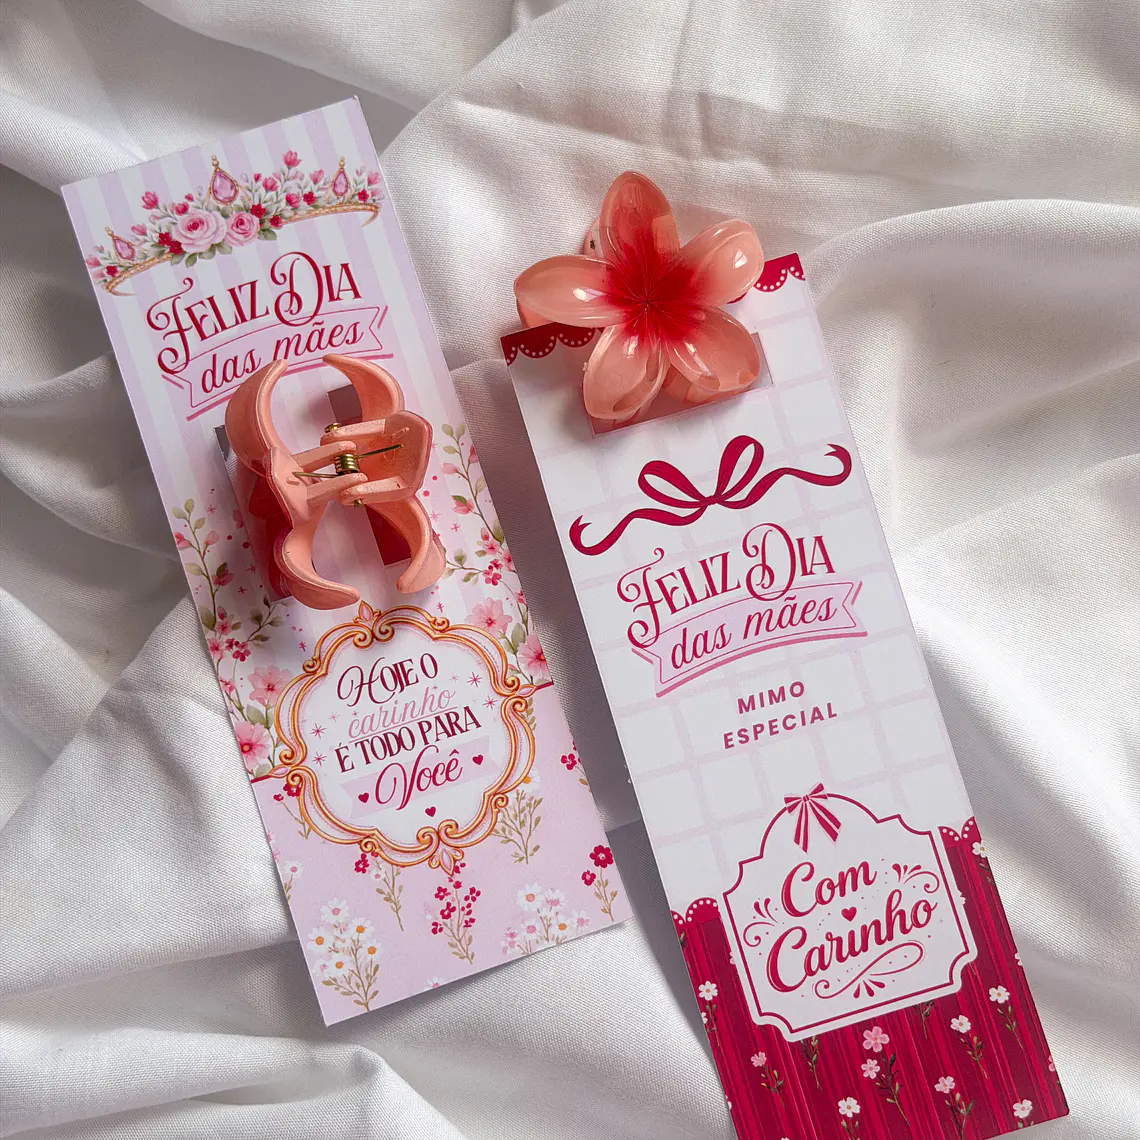 FELIZ DIA
das mães
HOJE O
carinho
É TODO PARA
Você
FELIZ DIA
das mães
MIMO
ESPECIAL
Com
Carinho